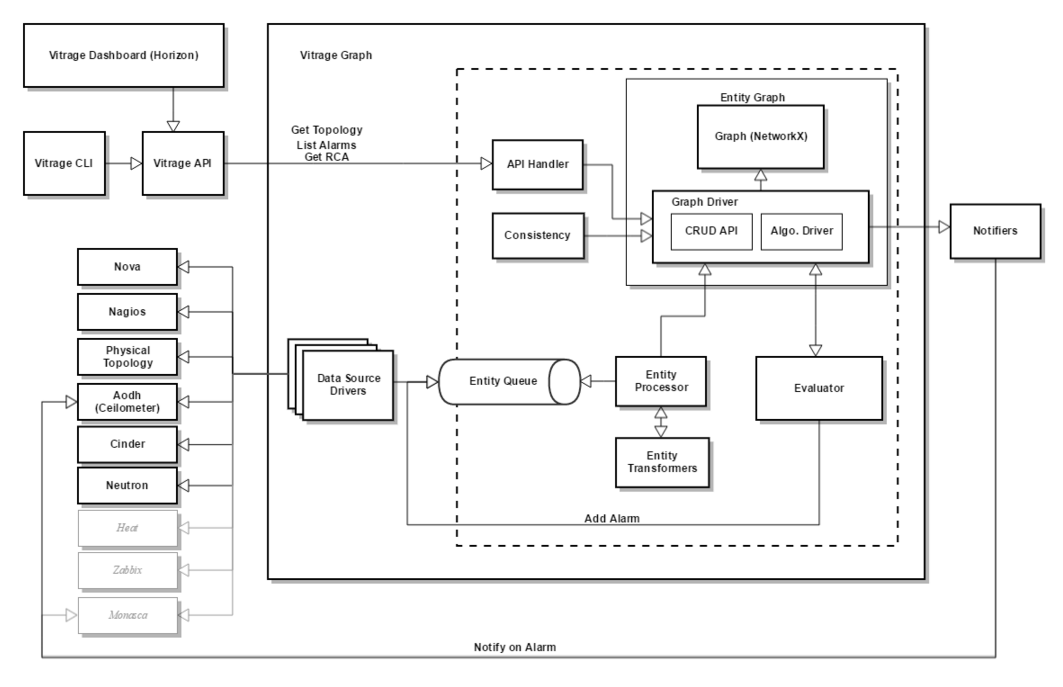 Vitrage Dashboard (Horizon)
Vitrage CLI
Vitrage API
Vitrage Graph
Get Topology
List Alarms
Get RCA
API Handler
Consistency
Entity Graph
Graph (NetworkX)
Graph Driver
CRUD API
Algo. Driver
Notifiers
Nova
Nagios
Physical
Topology
Aodh
(Ceilometer)
Cinder
Neutron
Heat
Zabbix
Monasca
Data Source
Drivers
Entity Queue
Entity
Processor
Entity
Transformers
Evaluator
Add Alarm
Notify on Alarm